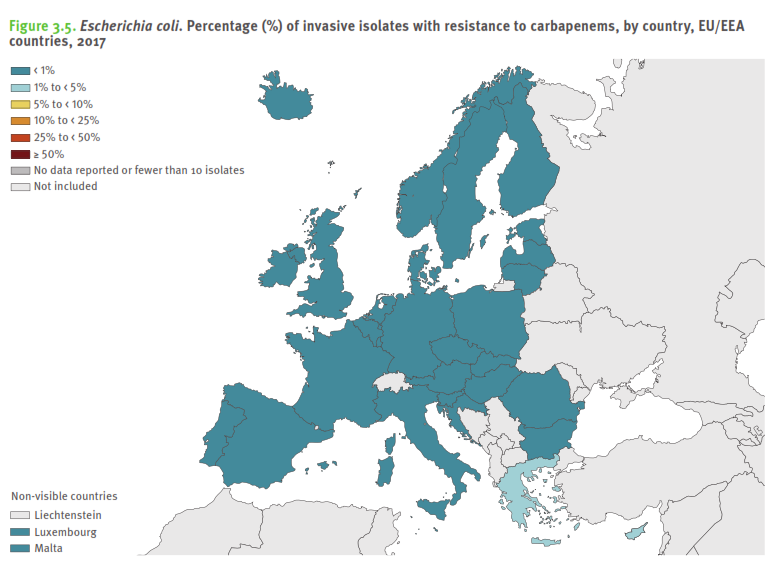 Figure 3.5. Escherichia coli. Percentage (%) of invasive isolates with resistance to carbapenems, by country, EU/EEA
countries, 2017
< 1%
1% to < 5%
5% to < 10%
10% to < 25%
25% to < 50%
≥ 50%
No data reported or fewer than 10 isolates
Not included
Non-visible countries
Liechtenstein
Luxembourg
Malta